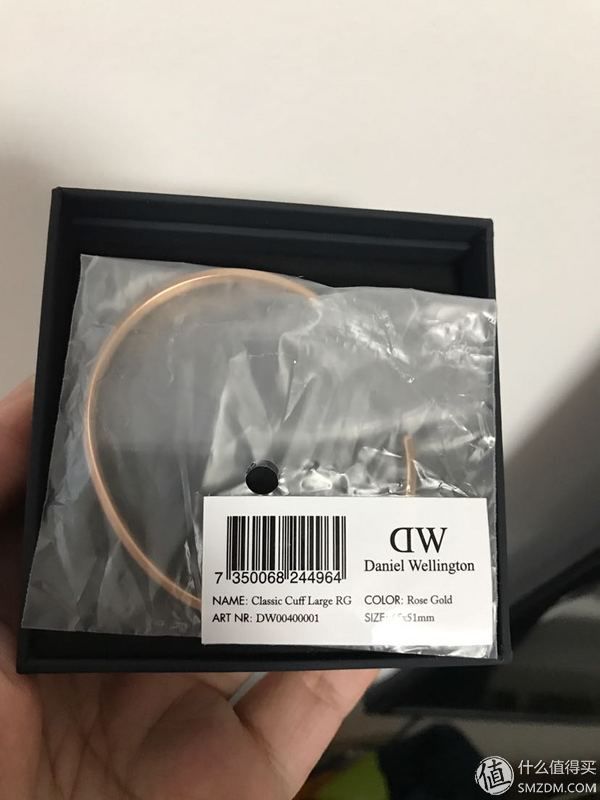 DW
Daniel Wellington
7 350068 244964
NAME: Classic Cuff Large RG COLOR: Rose Gold
ART NR: DW00400001 SIZE:
值 什么值得买
SMZDM.COM